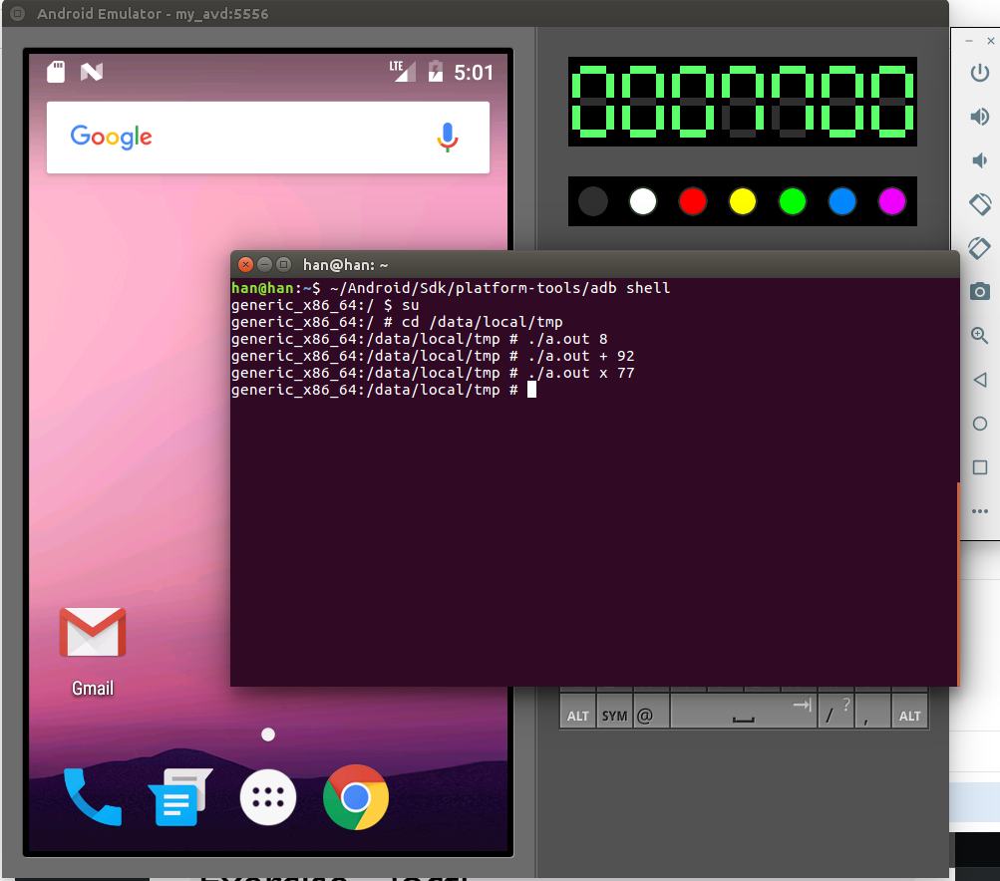 Android Emulator - my_avd:5556
LTE 5:01
Google
0007700
han@han: ~
han@han:~$ ~/Android/Sdk/platform-tools/adb shell
generic_x86_64:/ $ su
generic_x86_64:/ # cd /data/local/tmp
generic_x86_64:/data/local/tmp # ./a.out 8
generic_x86_64:/data/local/tmp # ./a.out + 92
generic_x86_64:/data/local/tmp # ./a.out x 77
generic_x86_64:/data/local/tmp #
Gmail
ALT SYM @ / ? , ALT